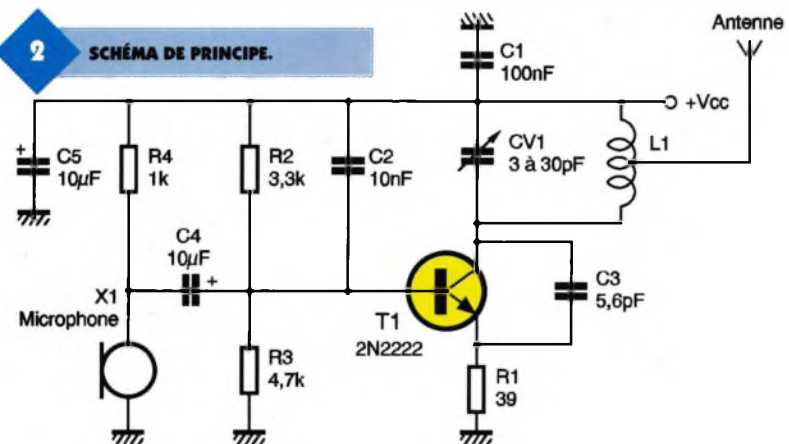 2
SCHÉMA DE PRINCIPE.
Antenne
C1
100nF
+Vcc
+
C5
10µF
R4
1k
R2
3,3k
C2
10nF
CV1
3 à 30pF
L1
C4
10µF
+
X1
Microphone
T1
2N2222
C3
5,6pF
R3
4,7k
R1
39